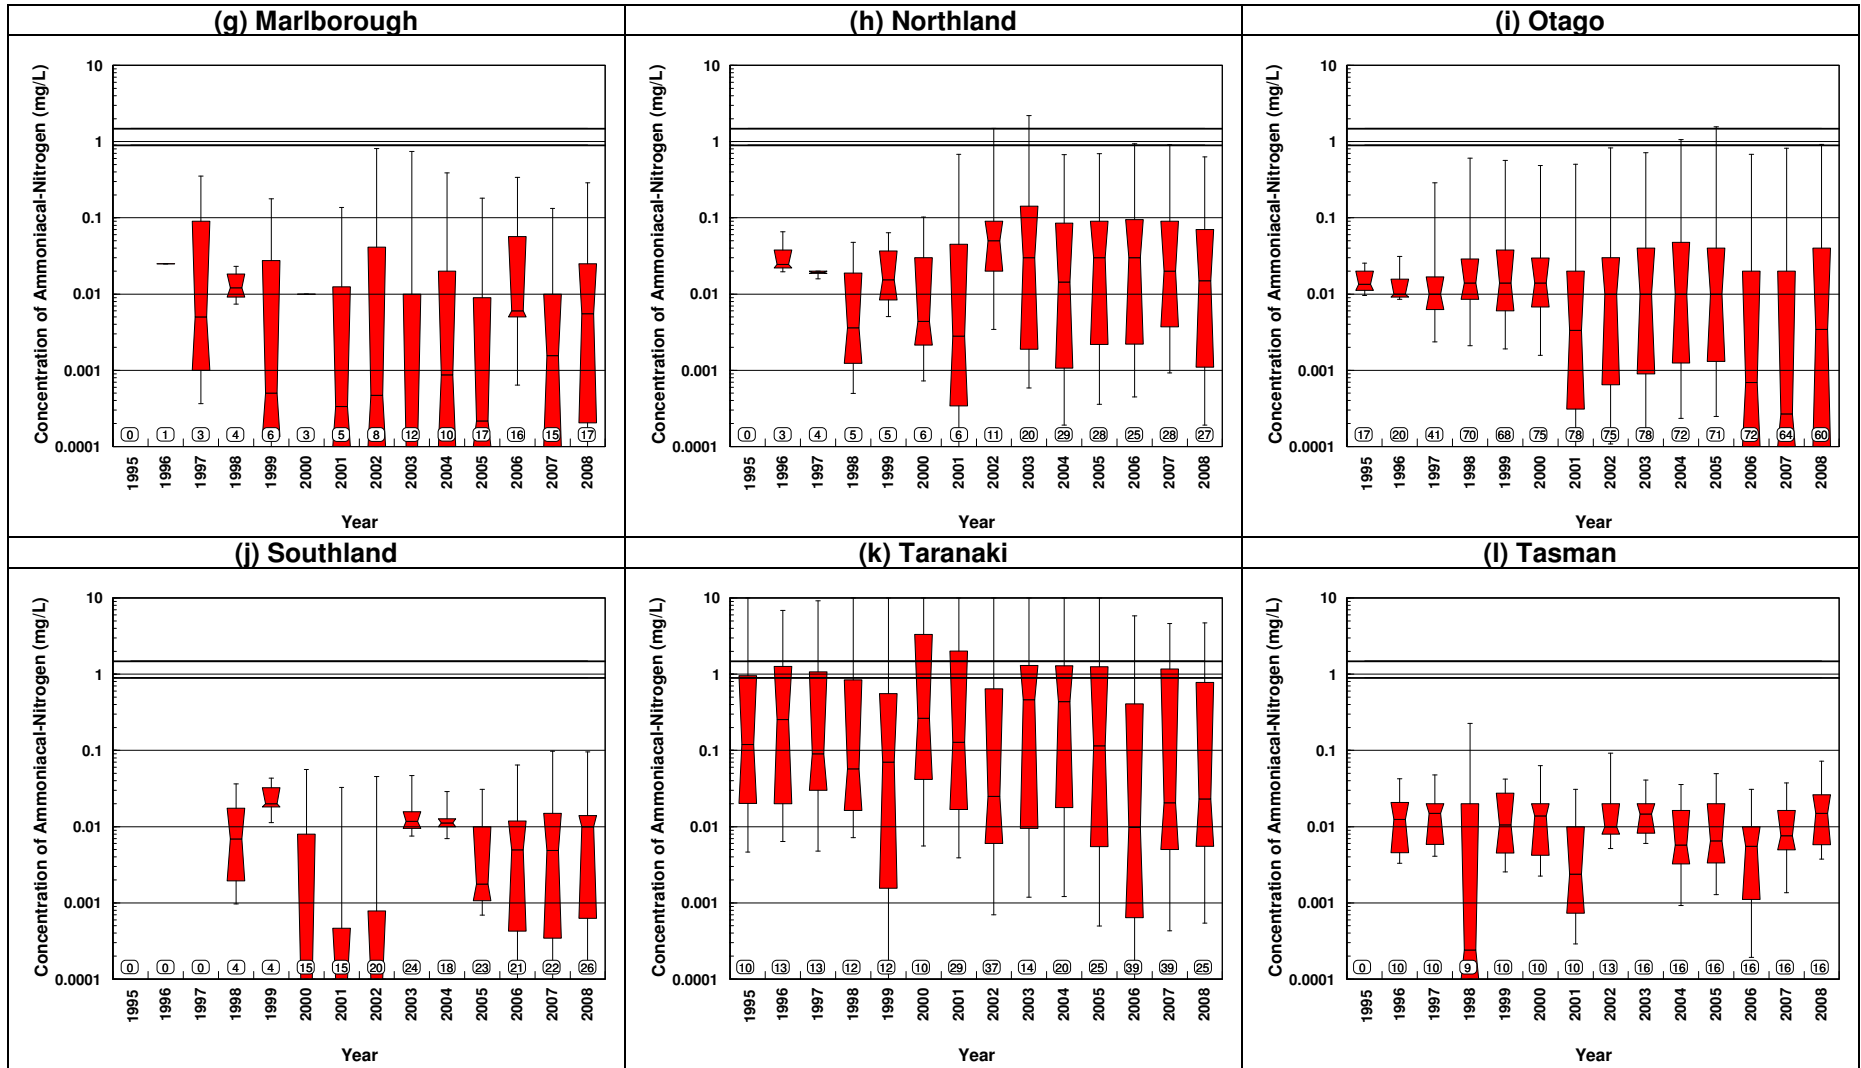 (g) Marlborough
(h) Northland
(i) Otago
Concentration of Ammoniacal-Nitrogen (mg/L)
10
1
0.1
0.01
0.001
0.0001
0 1 3 4 6 3 5 8 12 10 17 16 15 17
1995 1996 1997 1998 1999 2000 2001 2002 2003 2004 2005 2006 2007 2008
Year
Concentration of Ammoniacal-Nitrogen (mg/L)
10
1
0.1
0.01
0.001
0.0001
0 3 4 5 5 6 6 11 20 29 28 25 28 27
1995 1996 1997 1998 1999 2000 2001 2002 2003 2004 2005 2006 2007 2008
Year
Concentration of Ammoniacal-Nitrogen (mg/L)
10
1
0.1
0.01
0.001
0.0001
17 20 41 70 68 75 78 75 78 72 71 72 64 60
1995 1996 1997 1998 1999 2000 2001 2002 2003 2004 2005 2006 2007 2008
Year
(j) Southland
(k) Taranaki
(l) Tasman
Concentration of Ammoniacal-Nitrogen (mg/L)
10
1
0.1
0.01
0.001
0.0001
0 0 0 4 4 15 15 20 24 18 23 21 22 26
1995 1996 1997 1998 1999 2000 2001 2002 2003 2004 2005 2006 2007 2008
Year
Concentration of Ammoniacal-Nitrogen (mg/L)
10
1
0.1
0.01
0.001
0.0001
10 13 13 12 12 10 29 37 14 20 25 39 39 25
1995 1996 1997 1998 1999 2000 2001 2002 2003 2004 2005 2006 2007 2008
Year
Concentration of Ammoniacal-Nitrogen (mg/L)
10
1
0.1
0.01
0.001
0.0001
0 10 10 9 10 10 10 13 16 16 16 16 16 16
1995 1996 1997 1998 1999 2000 2001 2002 2003 2004 2005 2006 2007 2008
Year